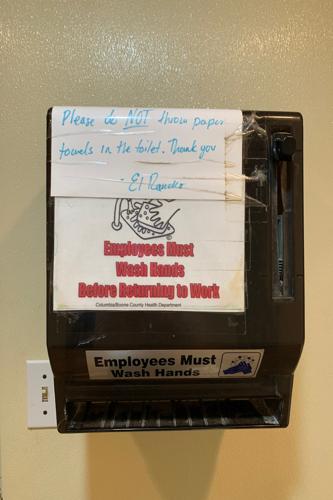 Please do NOT throw paper
towels in the toilet. Thank you
- El Rancho
Employees Must
Wash Hands
Before Returning to Work
Columbia/Boone County Health Department
Employees Must
Wash Hands